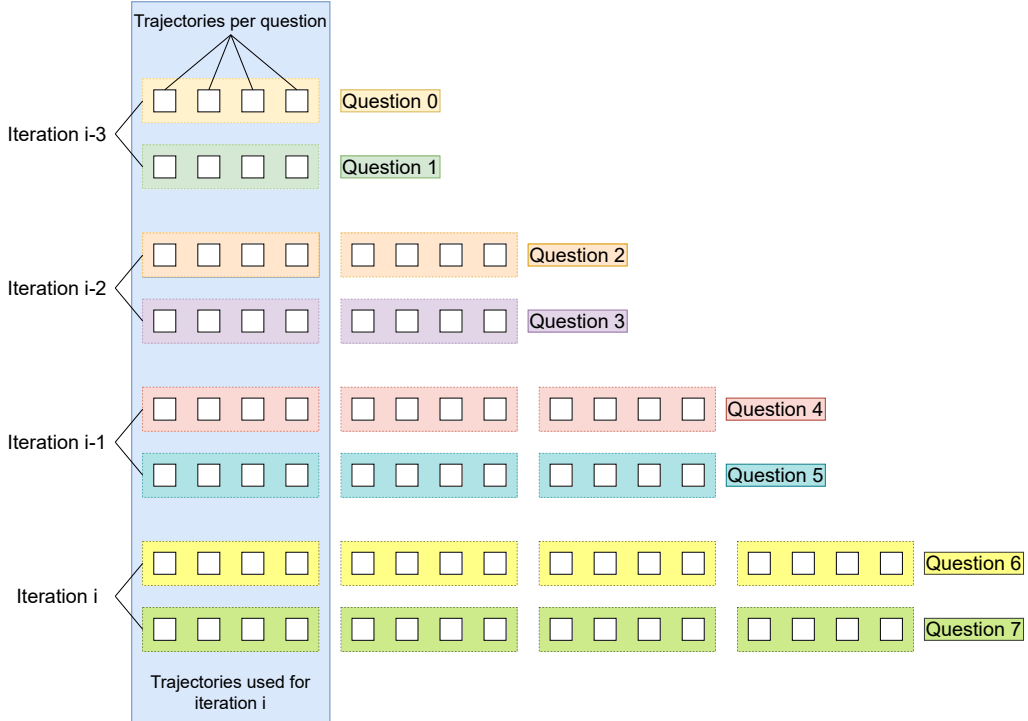 Trajectories per question
Question 0
Iteration i-3
Question 1
Question 2
Iteration i-2
Question 3
Question 4
Iteration i-1
Question 5
Question 6
Iteration i
Question 7
Trajectories used for
iteration i